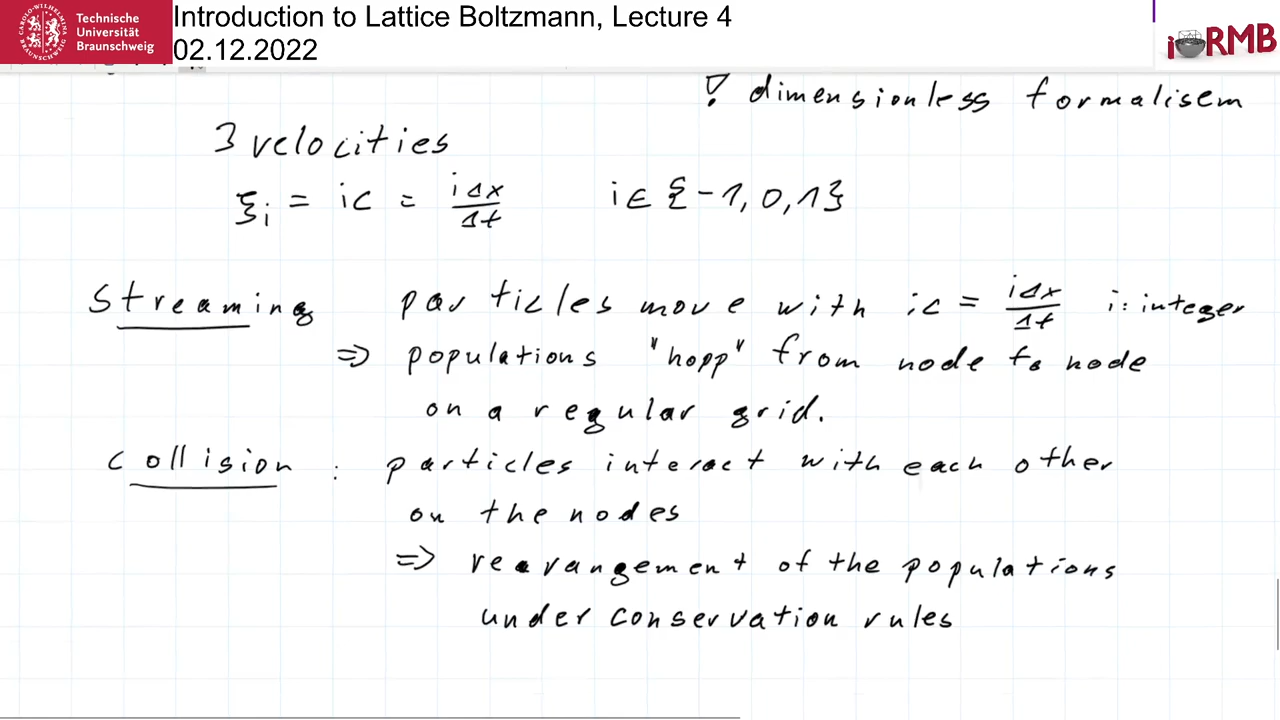 Technische
Universität
Braunschweig
Introduction to Lattice Boltzmann, Lecture 4
02.12.2022
iRMB
! dimensionless formalisem
3 velocities
ξi = ic = iΔx/Δt i ∈ {-1, 0, 1}
Streaming particles move with ic = iΔx/Δt i: integer
=> populations "hopp" from node to node
on a regular grid.
Collision : particles interact with each other
on the nodes
=> rearangement of the populations
under conservation rules